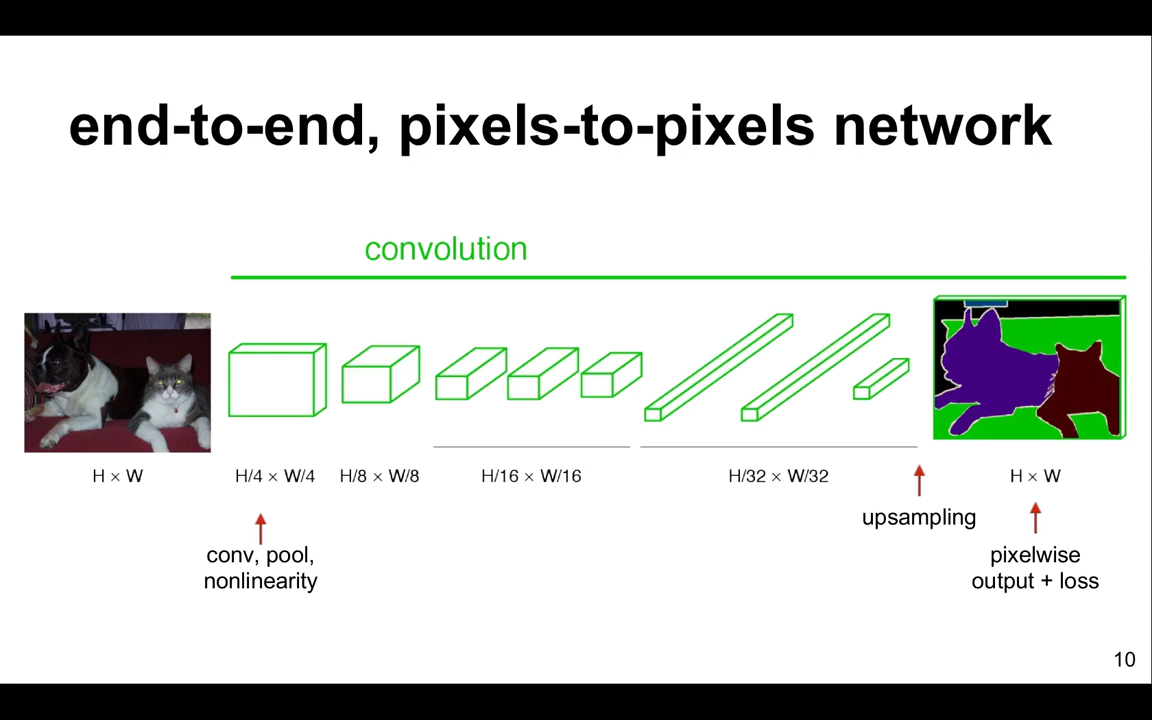 end-to-end, pixels-to-pixels network
convolution
H × W
H/4 × W/4
H/8 × W/8
H/16 × W/16
H/32 × W/32
H × W
upsampling
conv, pool,
nonlinearity
pixelwise
output + loss
10